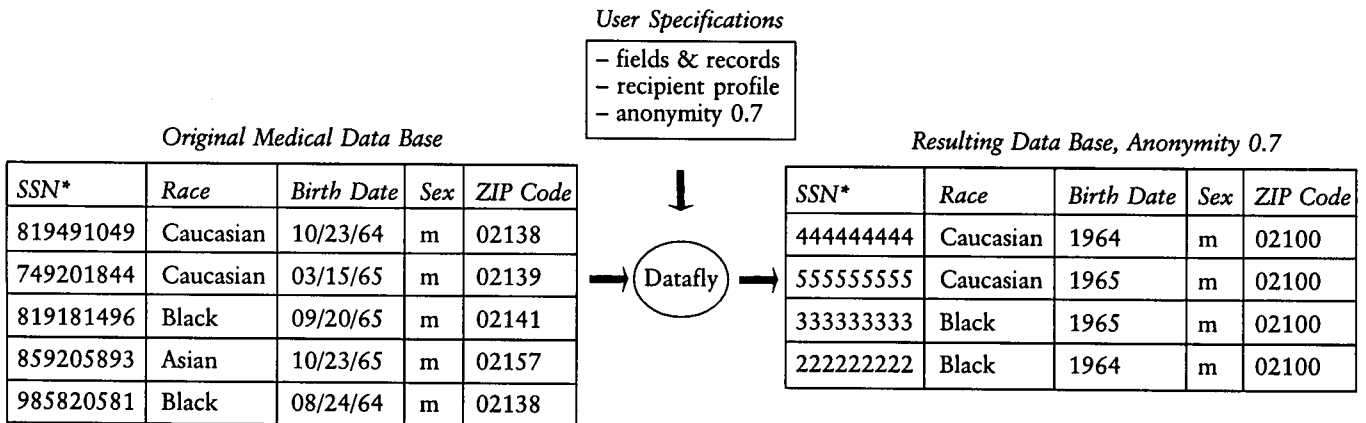 User Specifications
– fields & records
– recipient profile
– anonymity 0.7
Original Medical Data Base
SSN* Race Birth Date Sex ZIP Code
819491049 Caucasian 10/23/64 m 02138
749201844 Caucasian 03/15/65 m 02139
819181496 Black 09/20/65 m 02141
859205893 Asian 10/23/65 m 02157
985820581 Black 08/24/64 m 02138
Datafly
Resulting Data Base, Anonymity 0.7
SSN* Race Birth Date Sex ZIP Code
444444444 Caucasian 1964 m 02100
555555555 Caucasian 1965 m 02100
333333333 Black 1965 m 02100
222222222 Black 1964 m 02100